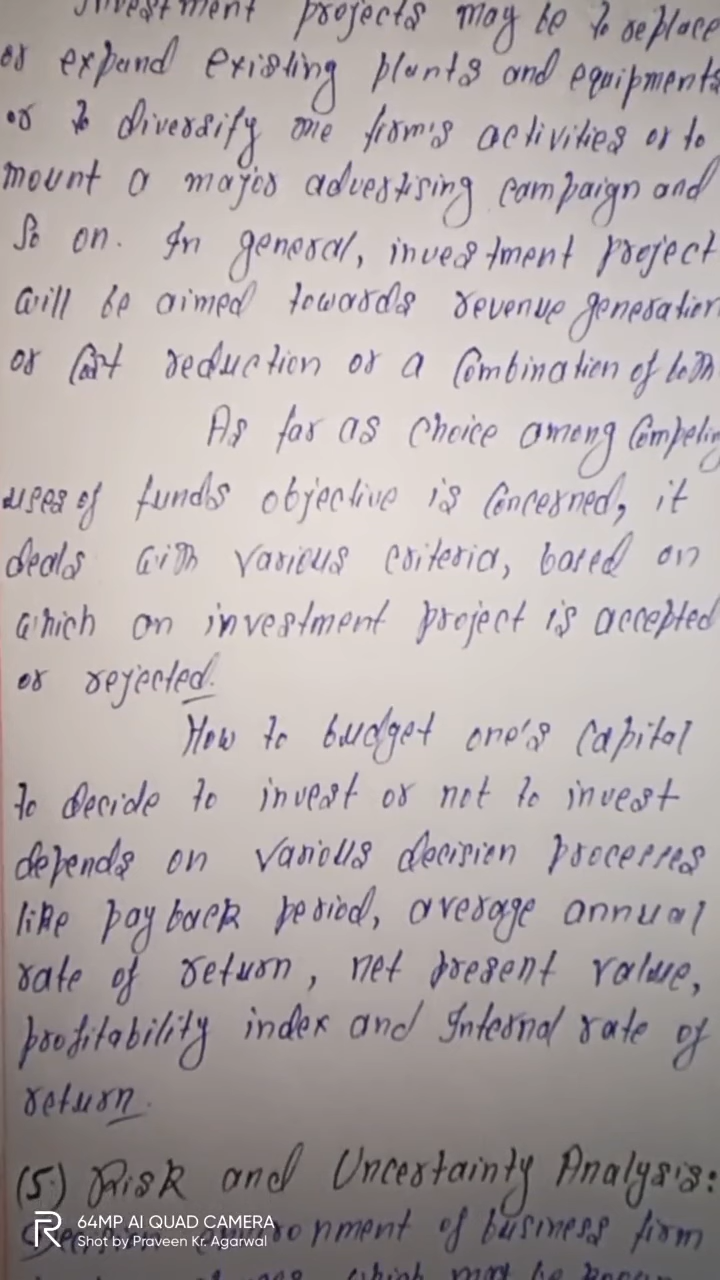 Investment projects may be to replace
or expand existing plants and equipments
or to diversify one firm's activities or to
mount a major advertising campaign and
So on. In general, investment project
will be aimed towards revenue generation
or Cost reduction or a Combination of both
As far as choice among Competing
uses of funds objective is Concerned, it
deals with various criteria, based on
which an investment project is accepted
or rejected.
How to budget one's Capital
to decide to invest or not to invest
depends on various decision processes
like pay back period, average annual
rate of return, net present value,
profitability index and Internal rate of
return.
(5.) Risk and Uncertainty Analysis:
of business firm
which may be
64MP AI QUAD CAMERA
Shot by Praveen Kr. Agarwal